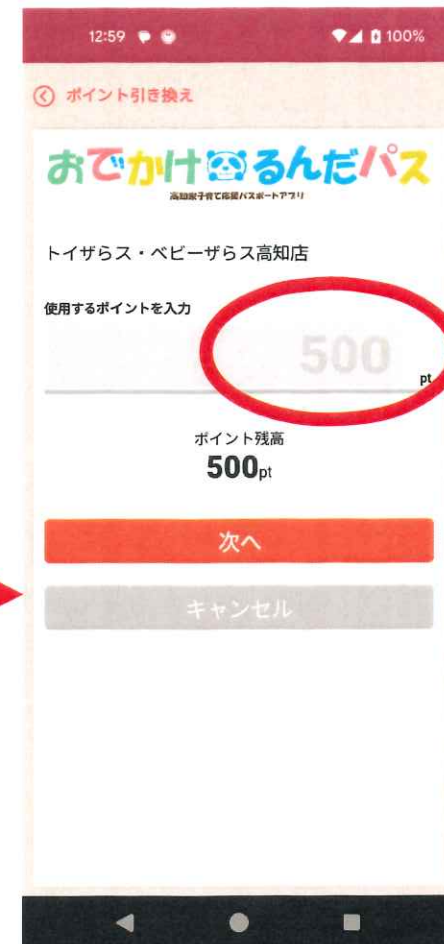 12:59 100%
ポイント引き換え
おでかけるんだパス
高知家子育て応援パスポートアプリ
トイザらス・ベビーザらス高知店
使用するポイントを入力
500
pt
ポイント残高
500pt
次へ
キャンセル